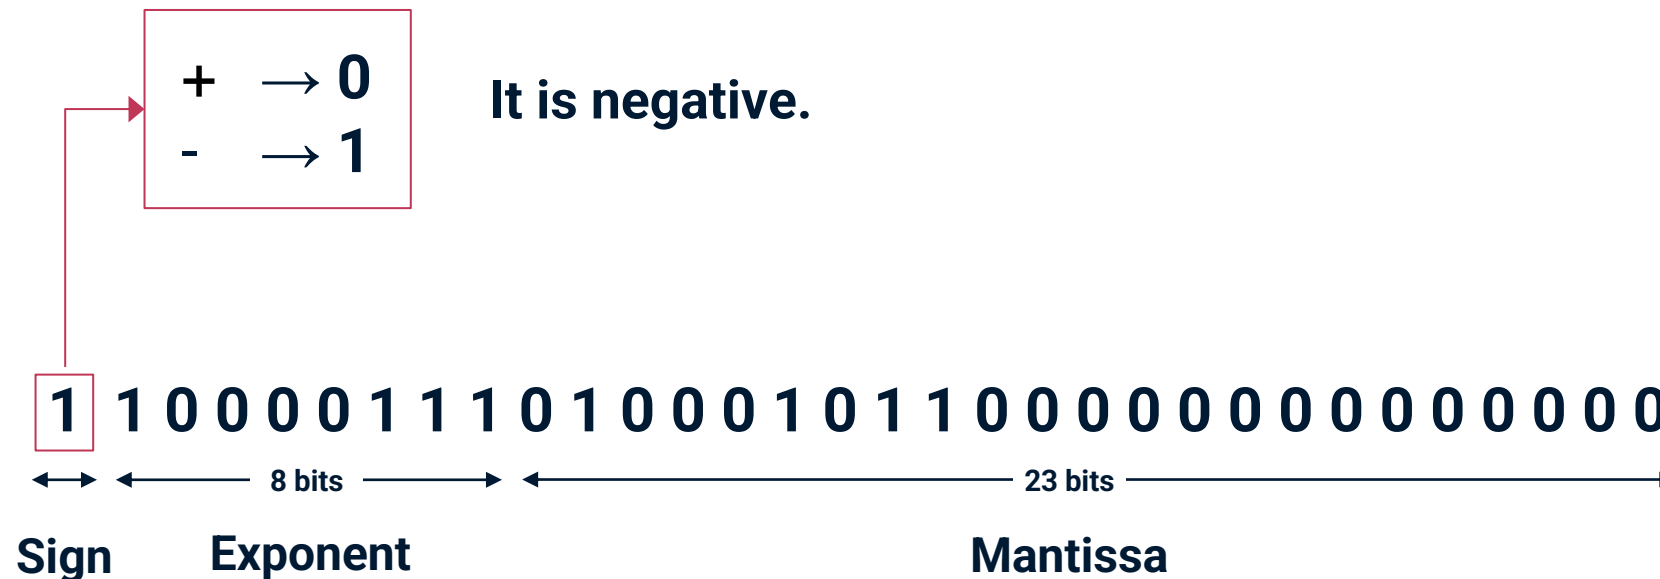 + → 0
- → 1
It is negative.
1 1 0 0 0 0 1 1 1 0 1 0 0 0 1 0 1 1 0 0 0 0 0 0 0 0 0 0 0 0 0 0
8 bits 23 bits
Sign Exponent Mantissa